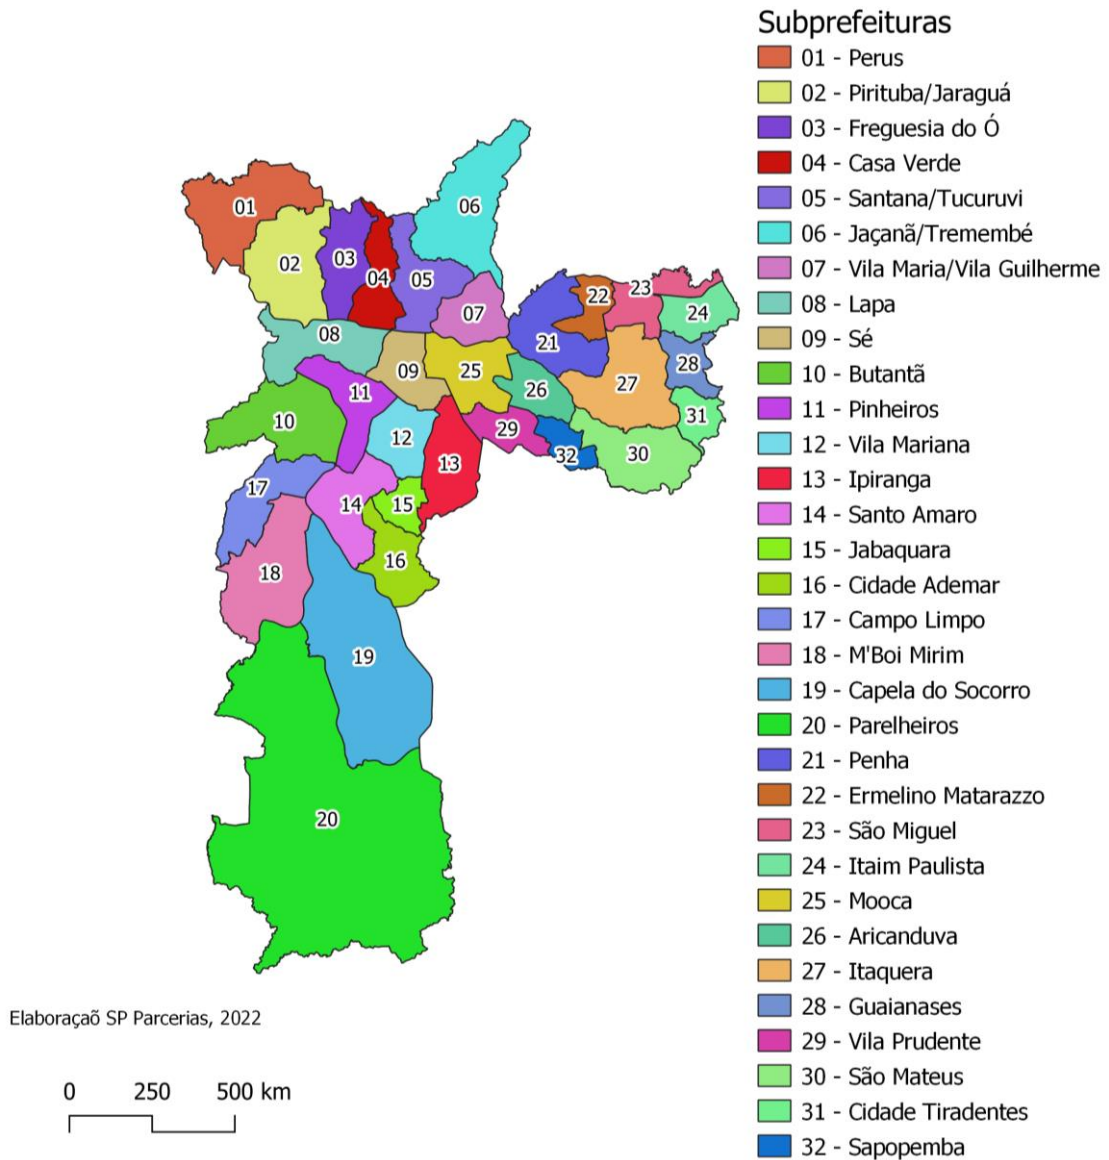 Subprefeituras
01 - Perus
02 - Pirituba/Jaraguá
03 - Freguesia do Ó
04 - Casa Verde
05 - Santana/Tucuruvi
06 - Jaçanã/Tremembé
07 - Vila Maria/Vila Guilherme
08 - Lapa
09 - Sé
10 - Butantã
11 - Pinheiros
12 - Vila Mariana
13 - Ipiranga
14 - Santo Amaro
15 - Jabaquara
16 - Cidade Ademar
17 - Campo Limpo
18 - M'Boi Mirim
19 - Capela do Socorro
20 - Parelheiros
21 - Penha
22 - Ermelino Matarazzo
23 - São Miguel
24 - Itaim Paulista
25 - Mooca
26 - Aricanduva
27 - Itaquera
28 - Guaianases
29 - Vila Prudente
30 - São Mateus
31 - Cidade Tiradentes
32 - Sapopemba
01
06
02
03
04
05
07
22
23
24
21
08
09
25
26
27
28
31
10
11
12
13
29
32
30
17
14
15
16
18
19
20
Elaboraçaõ SP Parcerias, 2022
0 250 500 km